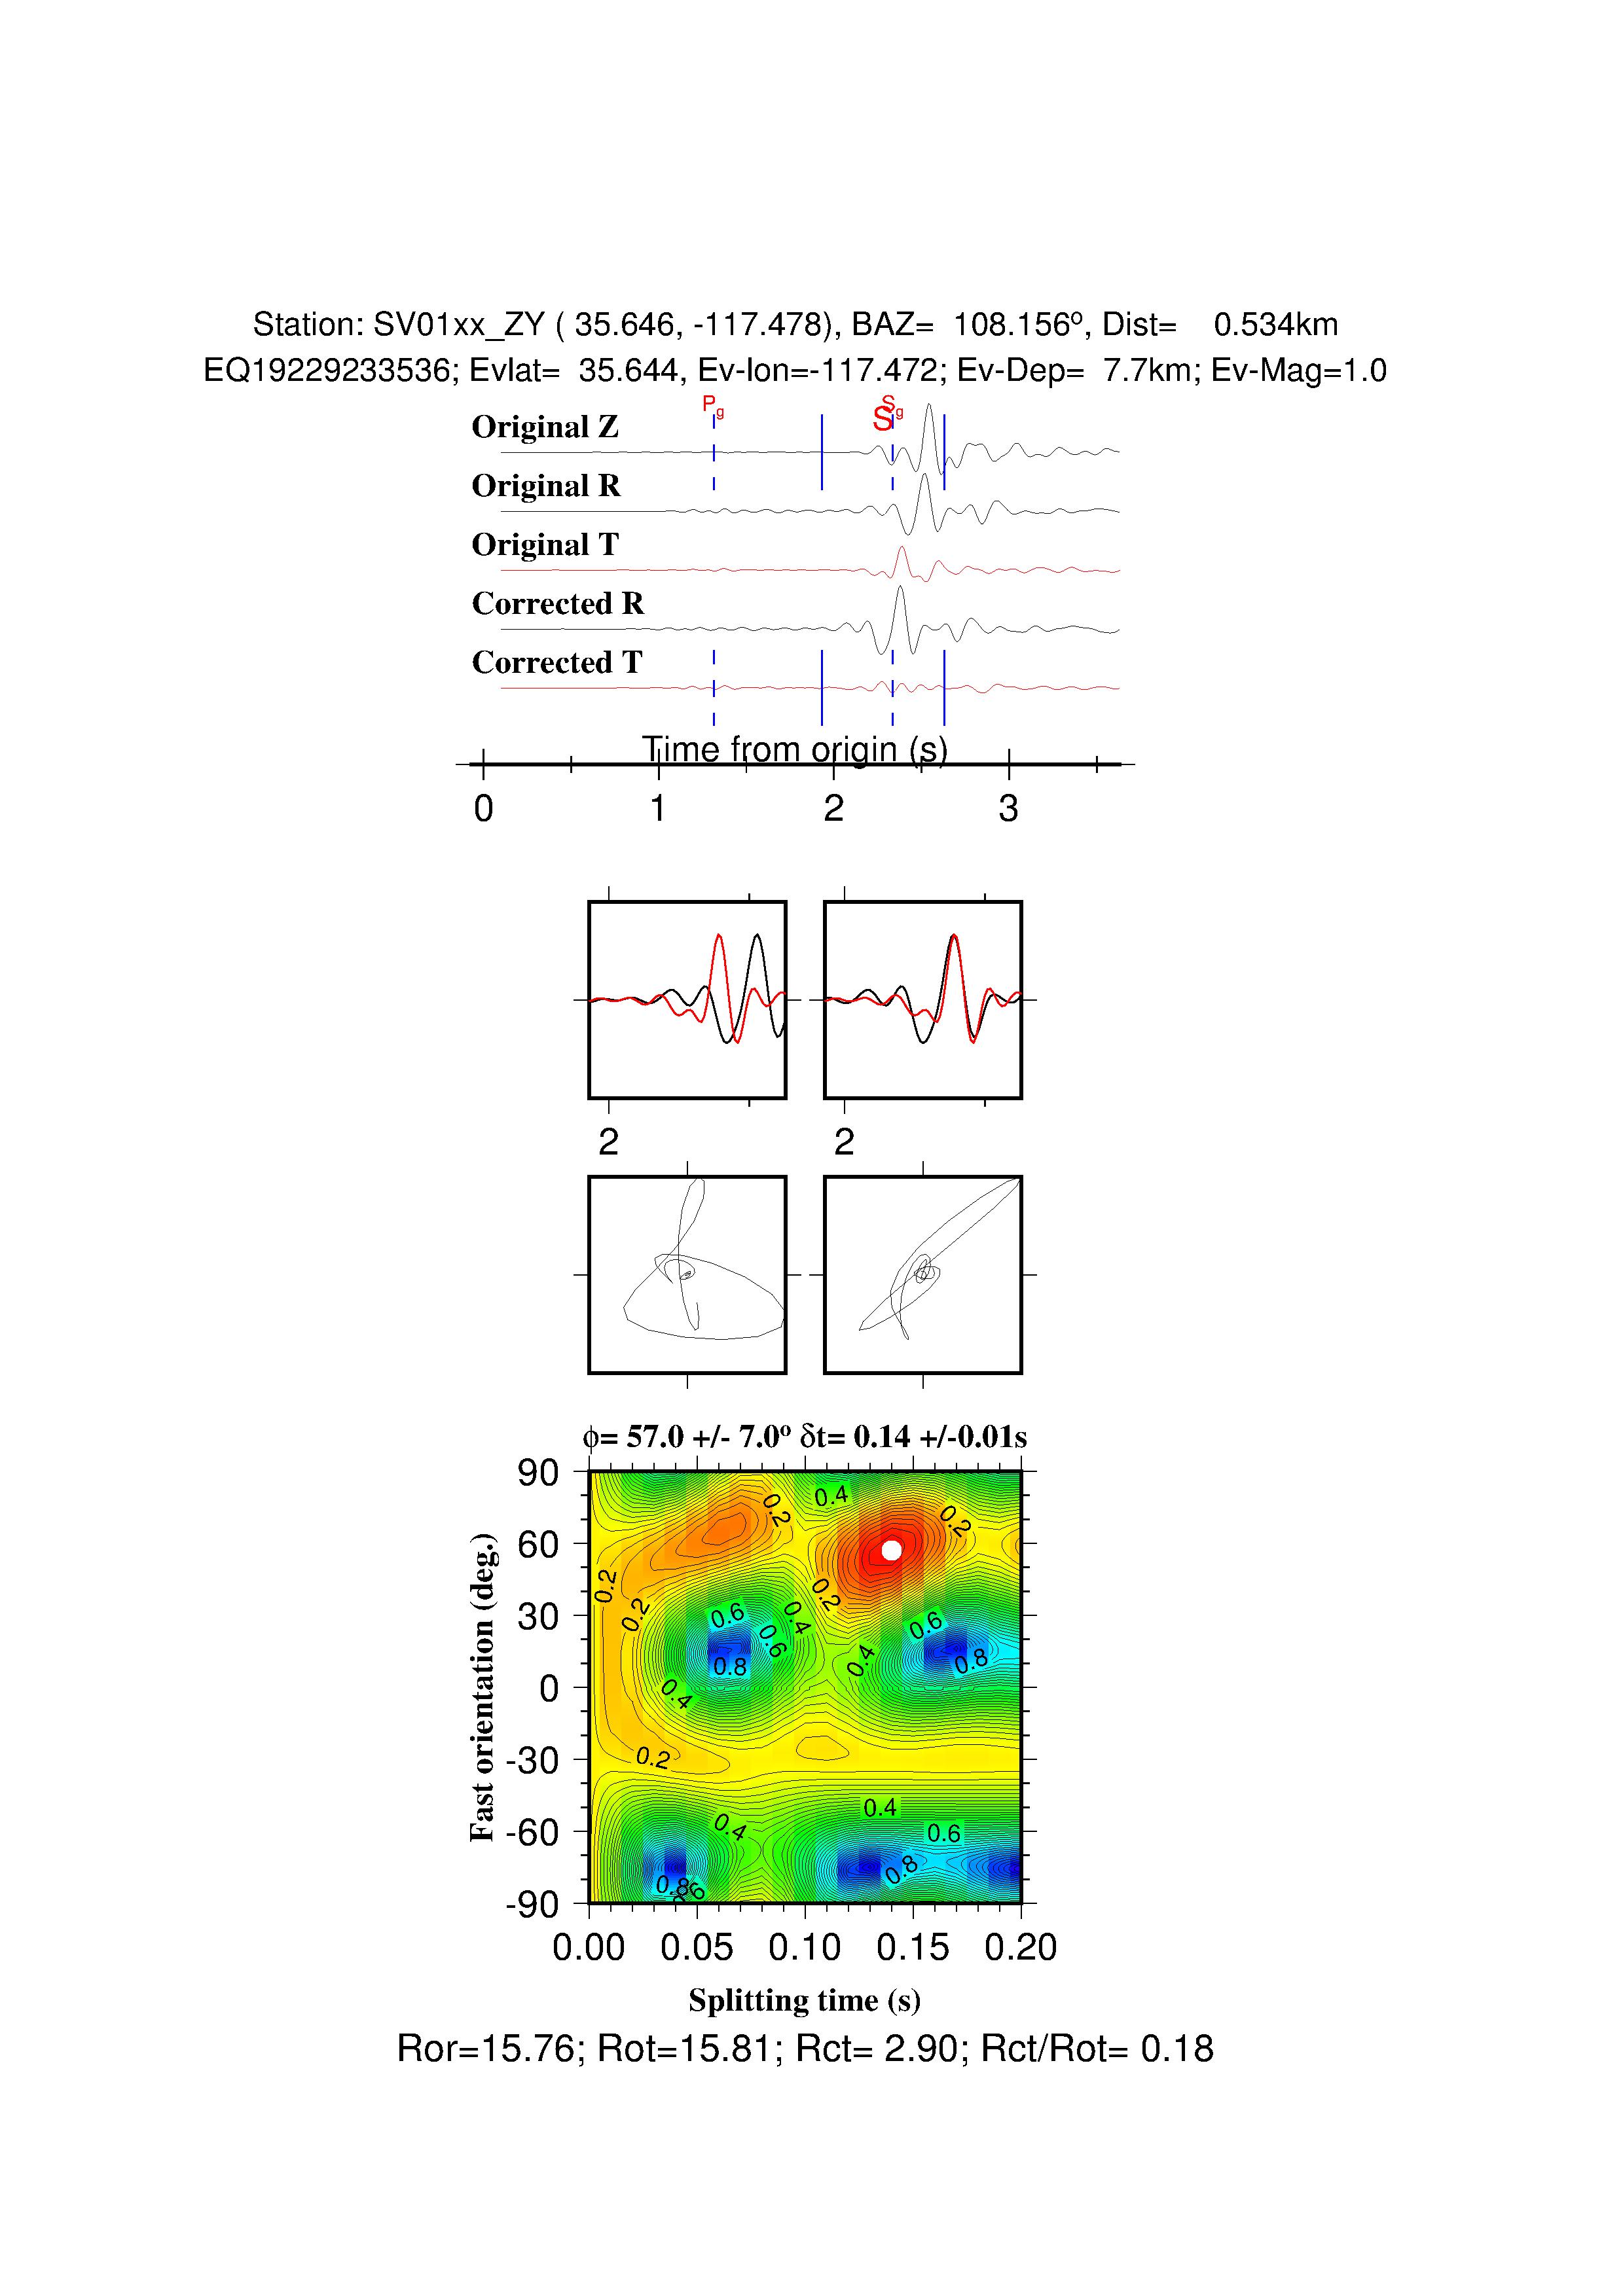 Station: SV01xx_ZY ( 35.646, -117.478), BAZ= 108.156º, Dist= 0.534km
EQ19229233536; Evlat= 35.644, Ev-lon=-117.472; Ev-Dep= 7.7km; Ev-Mag=1.0
Pg Sg
S
Original Z
Original R
Original T
Corrected R
Corrected T
Time from origin (s)
0 1 2 3
2 2
ϕ= 57.0 +/- 7.0º δt= 0.14 +/-0.01s
Fast orientation (deg.)
90
60
30
0
-30
-60
-90
0.4
0.2 0.2
0.2 0.2 0.2
0.6 0.4 0.6
0.6 0.4
0.8 0.8
0.4
0.2
0.4
0.4 0.6
0.8
0.8
0.00 0.05 0.10 0.15 0.20
Splitting time (s)
Ror=15.76; Rot=15.81; Rct= 2.90; Rct/Rot= 0.18